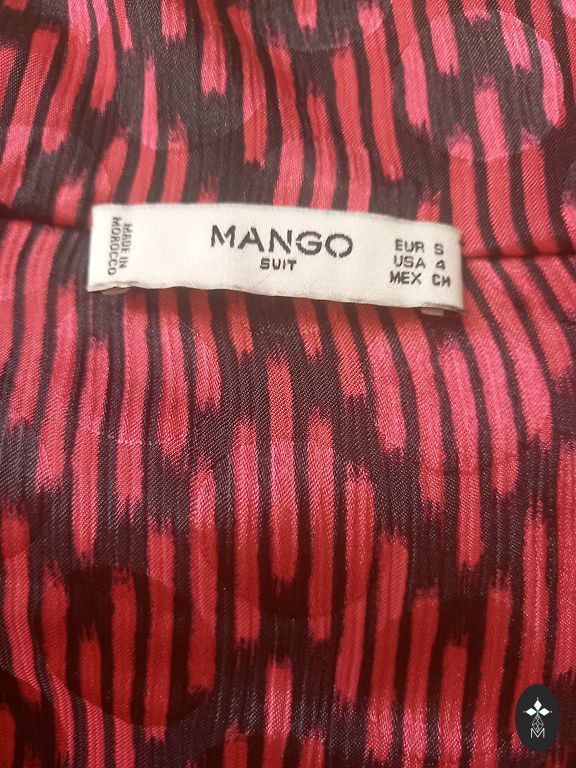 MADE IN
MOROCCO
MANGO
SUIT
EUR S
USA 4
MEX CH
M